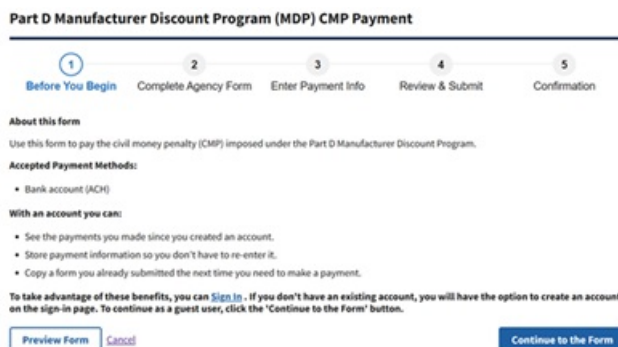 Part D Manufacturer Discount Program (MDP) CMP Payment
1 2 3 4 5
Before You Begin Complete Agency Form Enter Payment Info Review & Submit Confirmation
About this form
Use this form to pay the civil money penalty (CMP) imposed under the Part D Manufacturer Discount Program.
Accepted Payment Methods:
• Bank account (ACH)
With an account you can:
• See the payments you made since you created an account.
• Store payment information so you don't have to re-enter it.
• Copy a form you already submitted the next time you need to make a payment.
To take advantage of these benefits, you can Sign In . If you don't have an existing account, you will have the option to create an account
on the sign-in page. To continue as a guest user, click the 'Continue to the Form' button.
Preview Form Cancel Continue to the Form